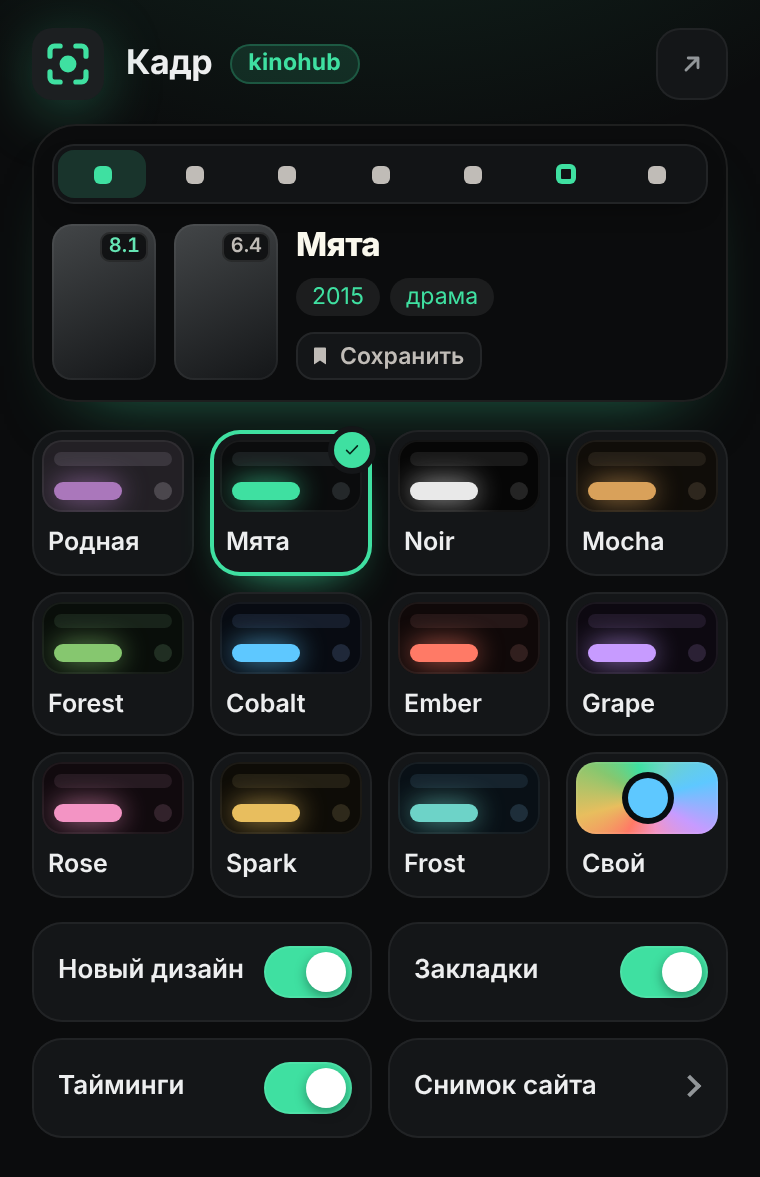 Кадр kinohub
8.1 6.4 Мята
2015 драма
Сохранить
Родная Мята Noir Mocha
Forest Cobalt Ember Grape
Rose Spark Frost Свой
Новый дизайн Закладки
Тайминги Снимок сайта